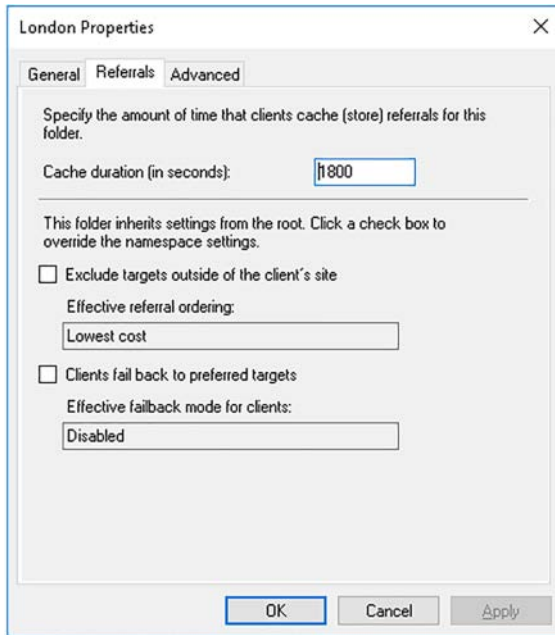 London Properties
General Referrals Advanced
Specify the amount of time that clients cache (store) referrals for this
folder.
Cache duration (in seconds): 1800
This folder inherits settings from the root. Click a check box to
override the namespace settings.
Exclude targets outside of the client's site
Effective referral ordering:
Lowest cost
Clients fail back to preferred targets
Effective failback mode for clients:
Disabled
OK Cancel Apply